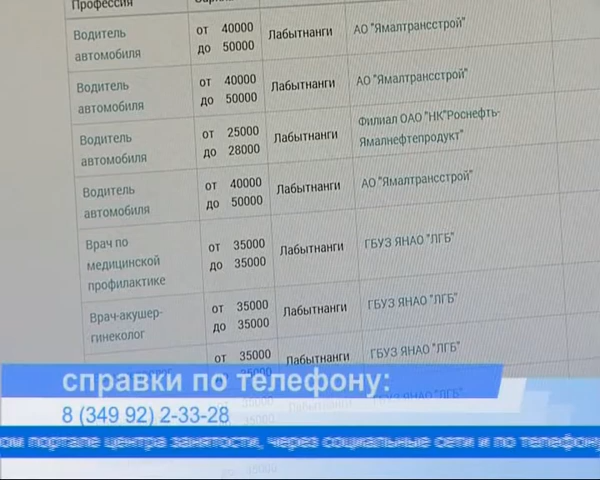 Профессия
Водитель автомобиля от 40000 до 50000 Лабытнанги АО "Ямалтрансстрой"
Водитель автомобиля от 40000 до 50000 Лабытнанги АО "Ямалтрансстрой"
Водитель автомобиля от 25000 до 28000 Лабытнанги Филиал ОАО "НК"Роснефть-Ямалнефтепродукт"
Водитель автомобиля от 40000 до 50000 Лабытнанги АО "Ямалтрансстрой"
Врач по медицинской профилактике от 35000 до 35000 Лабытнанги ГБУЗ ЯНАО "ЛГБ"
Врач-акушер-гинеколог от 35000 до 35000 Лабытнанги ГБУЗ ЯНАО "ЛГБ"
от 35000 Лабытнанги ГБУЗ ЯНАО "ЛГБ"
справки по телефону:
8 (349 92) 2-33-28
ом портале центра занятости, через социальные сети и по телефону